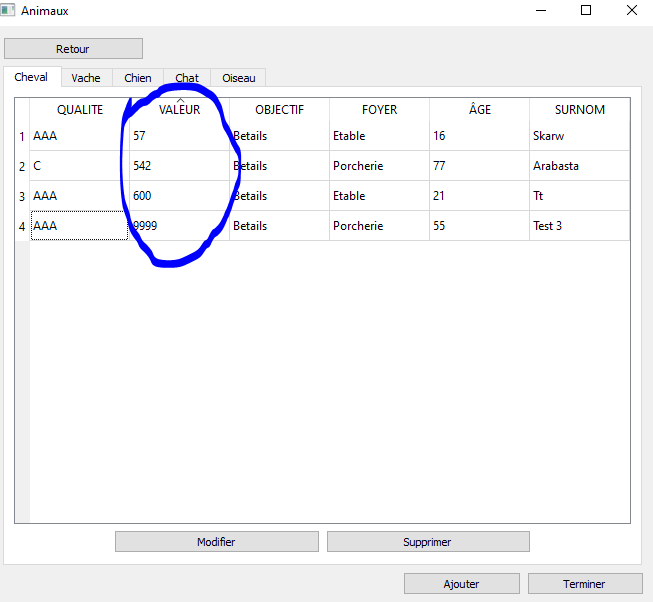 Animaux
Retour
Cheval Vache Chien Chat Oiseau
QUALITE VALEUR OBJECTIF FOYER ÂGE SURNOM
1 AAA 57 Betails Etable 16 Skarw
2 C 542 Betails Porcherie 77 Arabasta
3 AAA 600 Betails Etable 21 Tt
4 AAA 9999 Betails Porcherie 55 Test 3
Modifier Supprimer
Ajouter Terminer